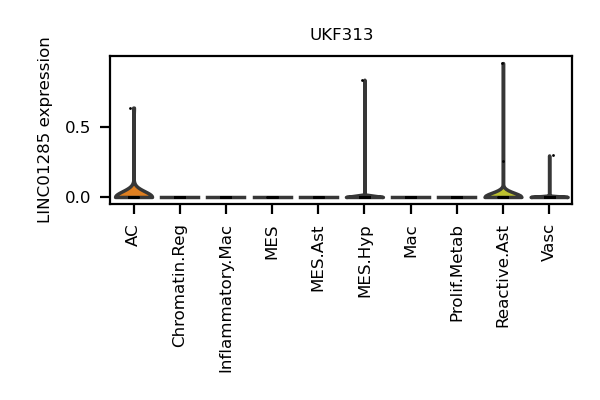 UKF313
LINC01285 expression
0.5
0.0
AC
Chromatin.Reg
Inflammatory.Mac
MES
MES.Ast
MES.Hyp
Mac
Prolif.Metab
Reactive.Ast
Vasc